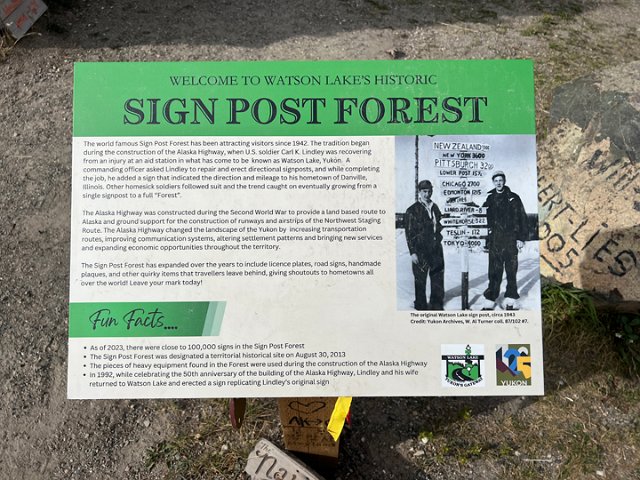 WELCOME TO WATSON LAKE'S HISTORIC
SIGN POST FOREST
The world famous Sign Post Forest has been attracting visitors since 1942. The tradition began
during the construction of the Alaska Highway, when U.S. soldier Carl K. Lindley was recovering
from an injury at an aid station in what has come to be known as Watson Lake, Yukon. A
commanding officer asked Lindley to repair and erect directional signposts, and while completing
the job, he added a sign that indicated the direction and mileage to his hometown of Danville,
Illinois. Other homesick soldiers followed suit and the trend caught on eventually growing from a
single signpost to a full "Forest".
The Alaska Highway was constructed during the Second World War to provide a land based route to
Alaska and ground support for the construction of runways and airstrips of the Northwest Staging
Route. The Alaska Highway changed the landscape of the Yukon by increasing transportation
routes, improving communication systems, altering settlement patterns and bringing new services
and expanding economic opportunities throughout the territory.
The Sign Post Forest has expanded over the years to include licence plates, road signs, handmade
plaques, and other quirky items that travellers leave behind, giving shoutouts to hometowns all
over the world! Leave your mark today!
NEW ZEALAND
NEW YORK 3600
PITTSBURGH 320
LOWER POST
CHICAGO 2700
EDMONTON
LIARD RIVER
WHITEHORSE
TESLIN - 172
TOKYO - 4000
The original Watson Lake sign post, circa 1943
Credit: Yukon Archives, W. Al Turner coll. 87/102 #7.
Fun Facts....
• As of 2023, there were close to 100,000 signs in the Sign Post Forest
• The Sign Post Forest was designated a territorial historical site on August 30, 2013
• The pieces of heavy equipment found in the Forest were used during the construction of the Alaska Highway
• in 1992, while celebrating the 50th anniversary of the building of the Alaska Highway, Lindley and his wife
returned to Watson Lake and erected a sign replicating Lindley's original sign
WATSON LAKE
YUKON'S GATEWAY
YUKON